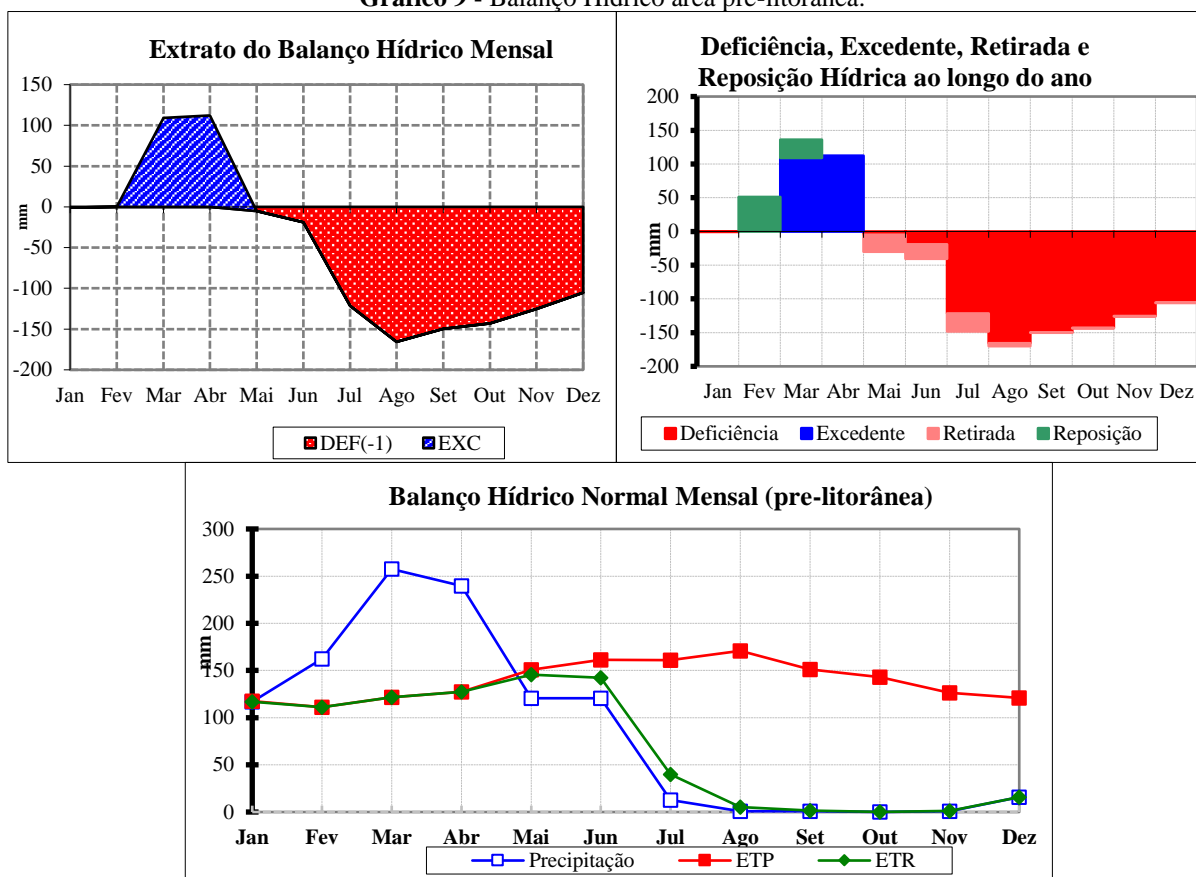 Gráfico 9 - Balanço Hídrico área pré-litorânea.
Extrato do Balanço Hídrico Mensal
150
100
50
0
-50
-100
-150
-200
mm
Jan Fev Mar Abr Mai Jun Jul Ago Set Out Nov Dez
DEF(-1) EXC
Deficiência, Excedente, Retirada e
Reposição Hídrica ao longo do ano
200
150
100
50
0
-50
-100
-150
-200
mm
Jan Fev Mar Abr Mai Jun Jul Ago Set Out Nov Dez
Deficiência Excedente Retirada Reposição
Balanço Hídrico Normal Mensal (pre-litorânea)
300
250
200
150
100
50
0
mm
Jan Fev Mar Abr Mai Jun Jul Ago Set Out Nov Dez
Precipitação ETP ETR